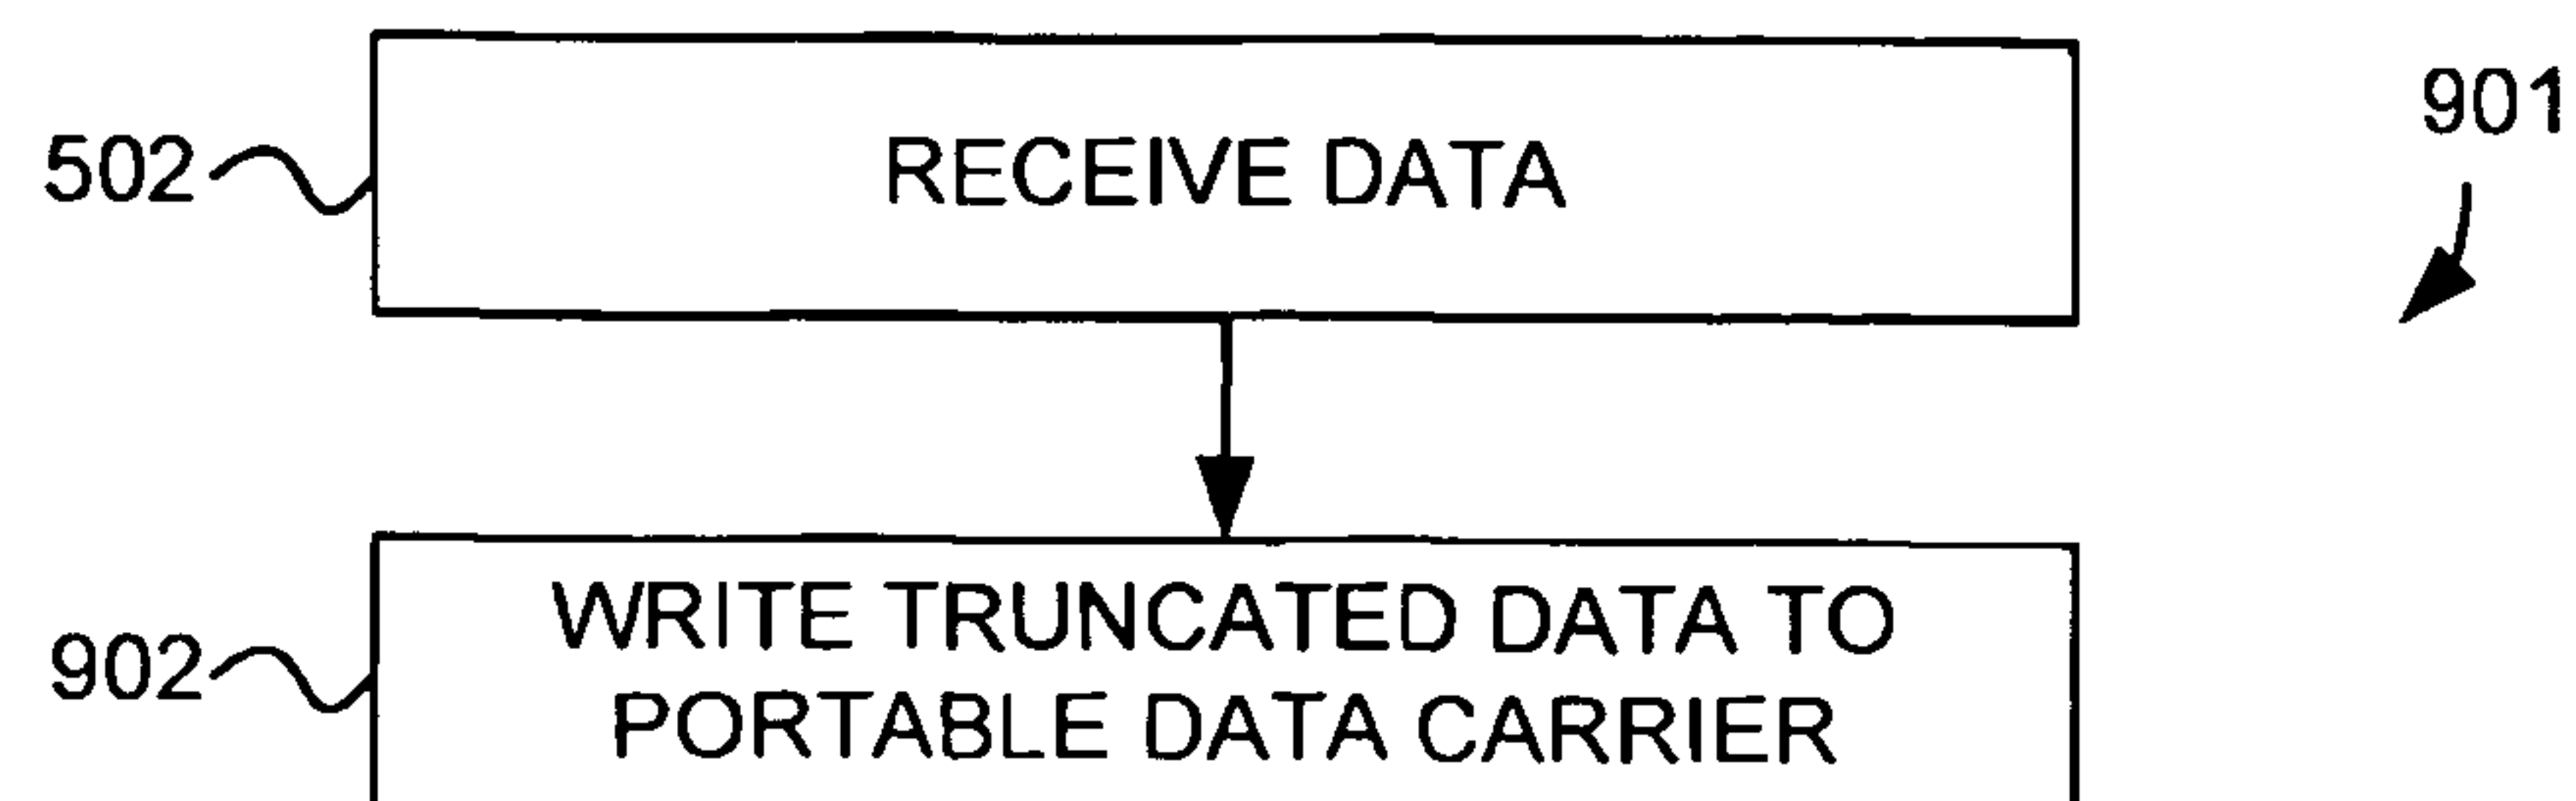 901
502
RECEIVE DATA
902
WRITE TRUNCATED DATA TO
PORTABLE DATA CARRIER